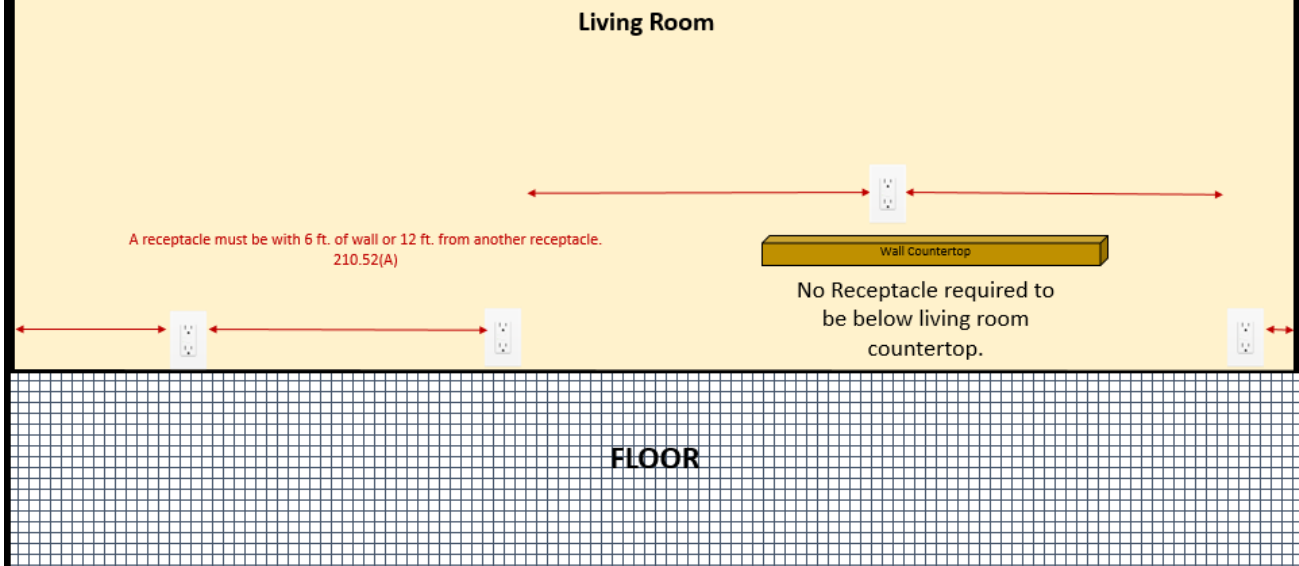 Living Room
A receptacle must be with 6 ft. of wall or 12 ft. from another receptacle.
210.52(A)
Wall Countertop
No Receptacle required to
be below living room
countertop.
FLOOR